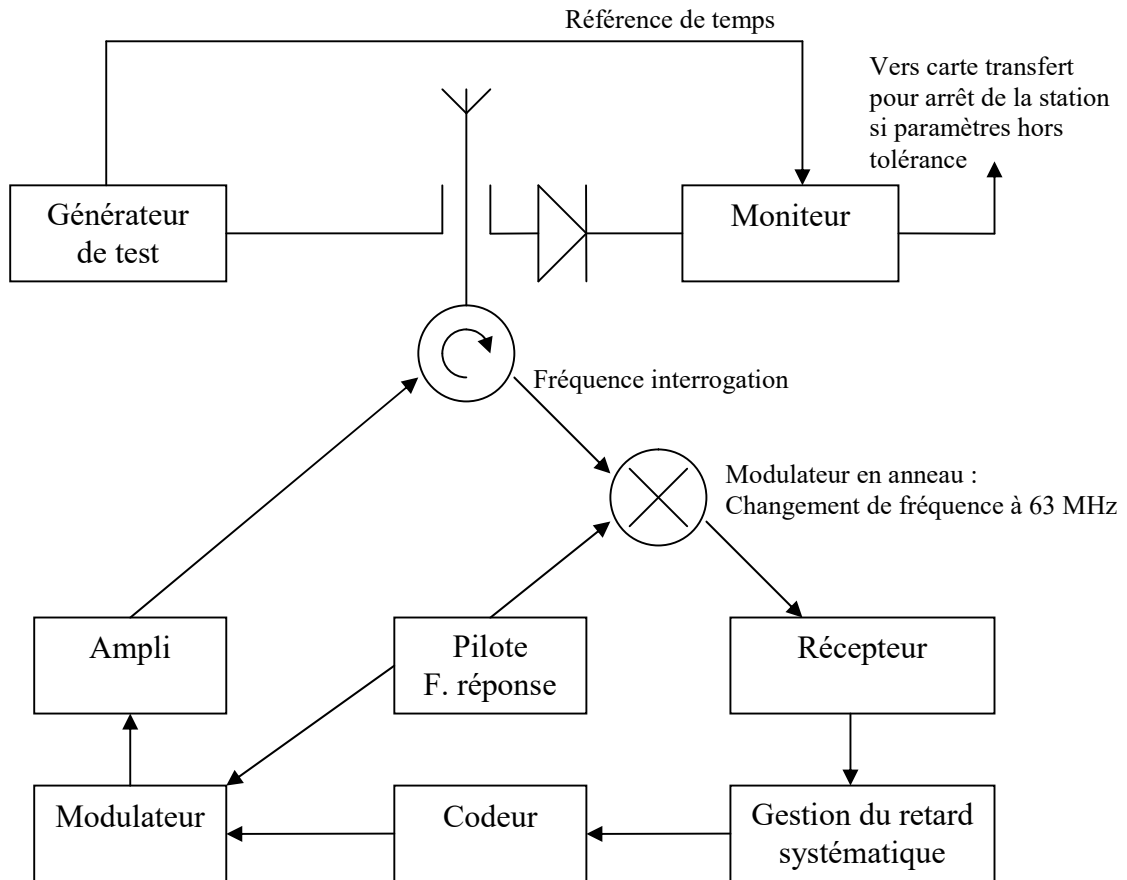 Référence de temps
Vers carte transfert
pour arrêt de la station
si paramètres hors
tolérance
Générateur
de test
Moniteur
Fréquence interrogation
Modulateur en anneau :
Changement de fréquence à 63 MHz
Ampli
Pilote
F. réponse
Récepteur
Modulateur
Codeur
Gestion du retard
systématique